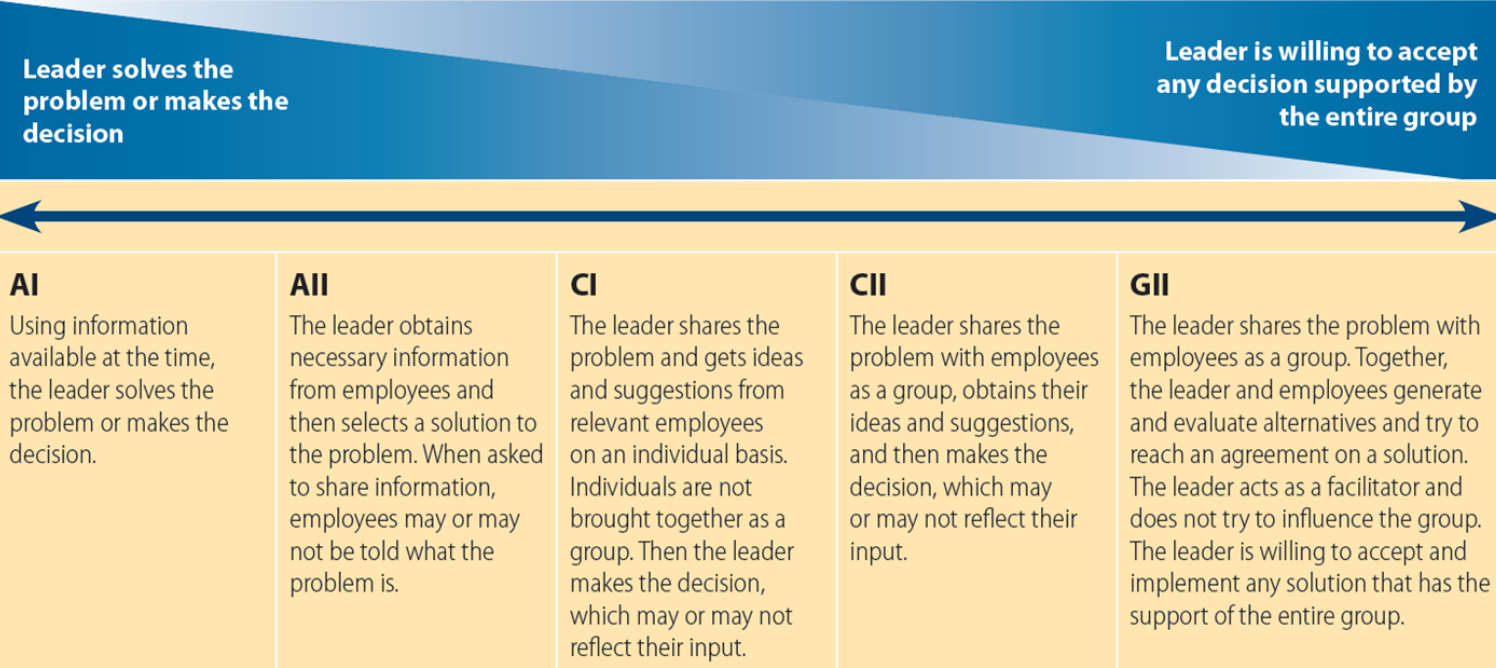 Leader solves the
problem or makes the
decision
Leader is willing to accept
any decision supported by
the entire group
AI
Using information
available at the time,
the leader solves the
problem or makes the
decision.
AII
The leader obtains
necessary information
from employees and
then selects a solution to
the problem. When asked
to share information,
employees may or may
not be told what the
problem is.
CI
The leader shares the
problem and gets ideas
and suggestions from
relevant employees
on an individual basis.
Individuals are not
brought together as a
group. Then the leader
makes the decision,
which may or may not
reflect their input.
CII
The leader shares the
problem with employees
as a group, obtains their
ideas and suggestions,
and then makes the
decision, which may
or may not reflect their
input.
GII
The leader shares the problem with
employees as a group. Together,
the leader and employees generate
and evaluate alternatives and try to
reach an agreement on a solution.
The leader acts as a facilitator and
does not try to influence the group.
The leader is willing to accept and
implement any solution that has the
support of the entire group.